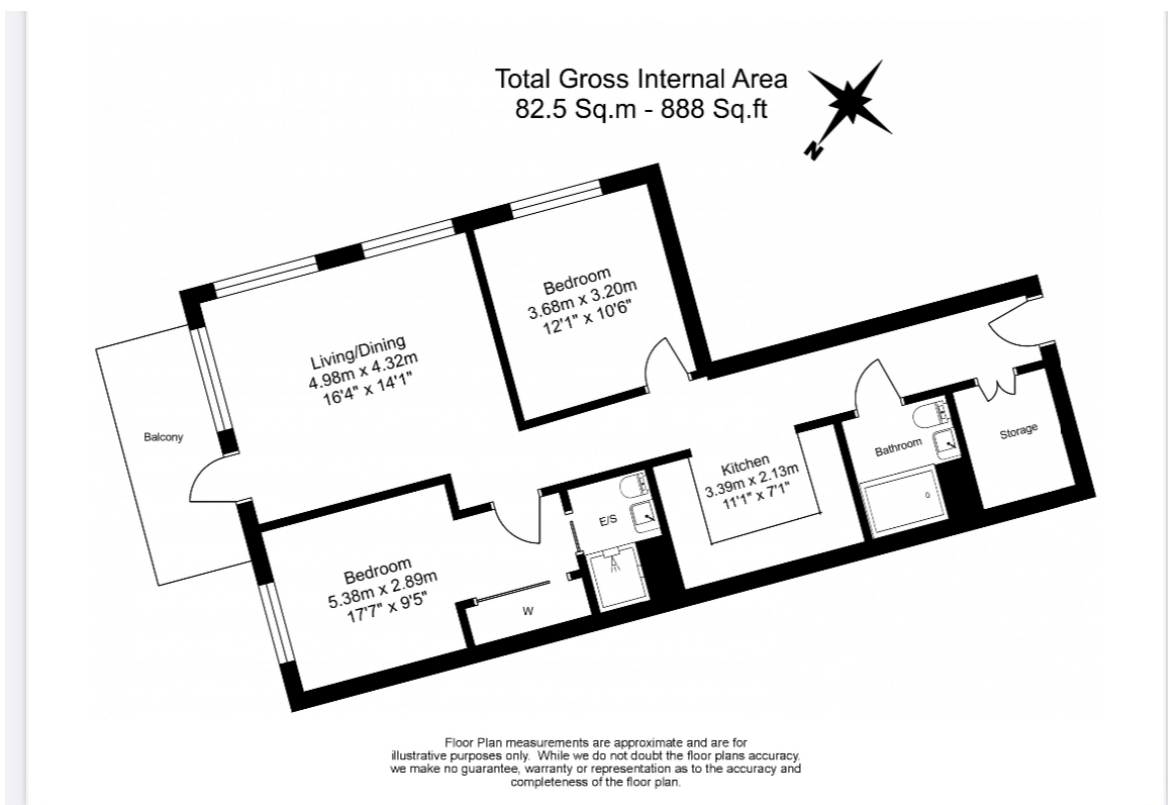 Total Gross Internal Area
82.5 Sq.m - 888 Sq.ft
N
Bedroom
3.68m x 3.20m
12'1" x 10'6"
Living/Dining
4.98m x 4.32m
16'4" x 14'1"
Balcony
Storage
Bathroom
Kitchen
3.39m x 2.13m
11'1" x 7'1"
E/S
Bedroom
5.38m x 2.89m
17'7" x 9'5"
W
Floor Plan measurements are approximate and are for
illustrative purposes only. While we do not doubt the floor plans accuracy,
we make no guarantee, warranty or representation as to the accuracy and
completeness of the floor plan.